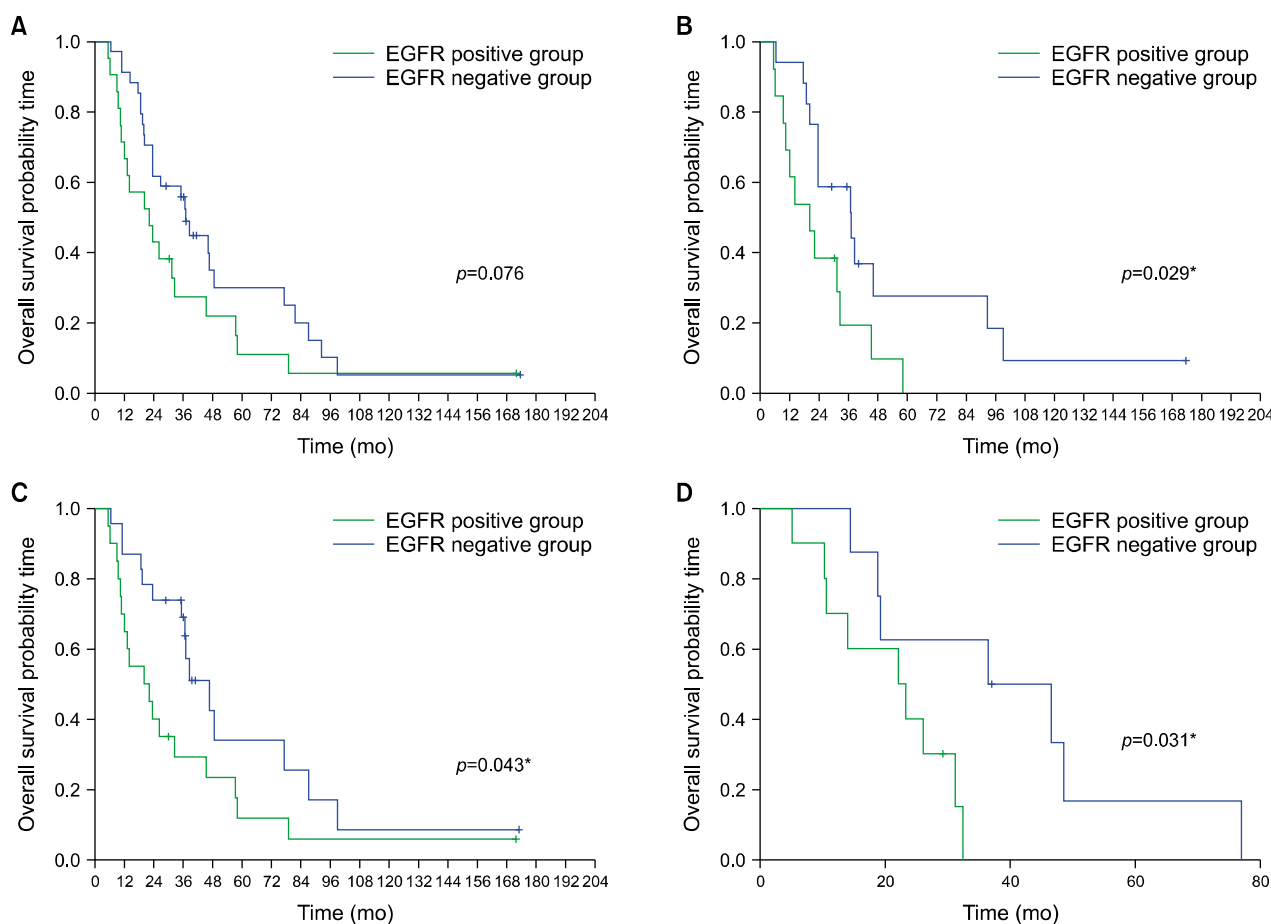 A
EGFR positive group
EGFR negative group
Overall survival probability time
1.0
0.8
0.6
0.4
0.2
0.0
p=0.076
0 12 24 36 48 60 72 84 96 108 120 132 144 156 168 180 192 204
Time (mo)
B
EGFR positive group
EGFR negative group
Overall survival probability time
1.0
0.8
0.6
0.4
0.2
0.0
p=0.029*
0 12 24 36 48 60 72 84 96 108 120 132 144 156 168 180 192 204
Time (mo)
C
EGFR positive group
EGFR negative group
Overall survival probability time
1.0
0.8
0.6
0.4
0.2
0.0
p=0.043*
0 12 24 36 48 60 72 84 96 108 120 132 144 156 168 180 192 204
Time (mo)
D
EGFR positive group
EGFR negative group
Overall survival probability time
1.0
0.8
0.6
0.4
0.2
0.0
p=0.031*
0 20 40 60 80
Time (mo)